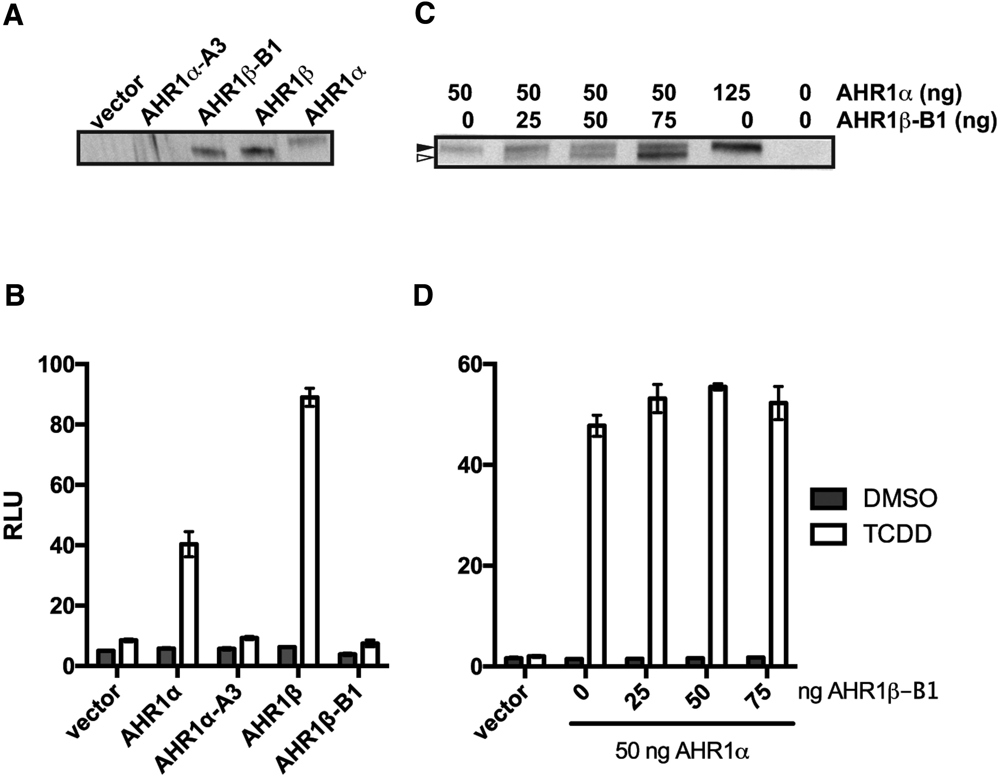 A
vector
AHR1α-A3
AHR1β-B1
AHR1β
AHR1α
C
50 50 50 50 125 0 AHR1α (ng)
0 25 50 75 0 0 AHR1β-B1 (ng)
B
RLU
100
80
60
40
20
0
vector
AHR1α
AHR1α-A3
AHR1β
AHR1β-B1
D
60
40
20
0
vector
0
25
50
75
ng AHR1β-B1
50 ng AHR1α
DMSO
TCDD